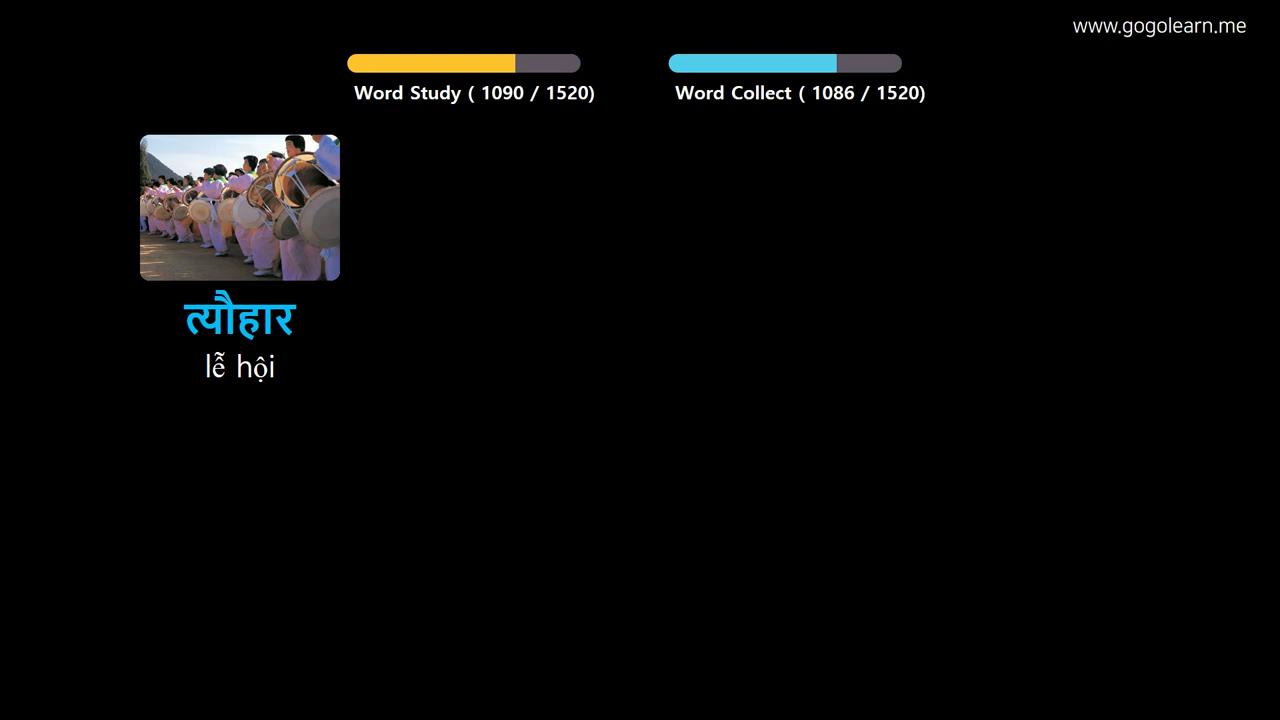 www.gogolearn.me
Word Study ( 1090 / 1520)
Word Collect ( 1086 / 1520)
त्यौहार
lễ hội